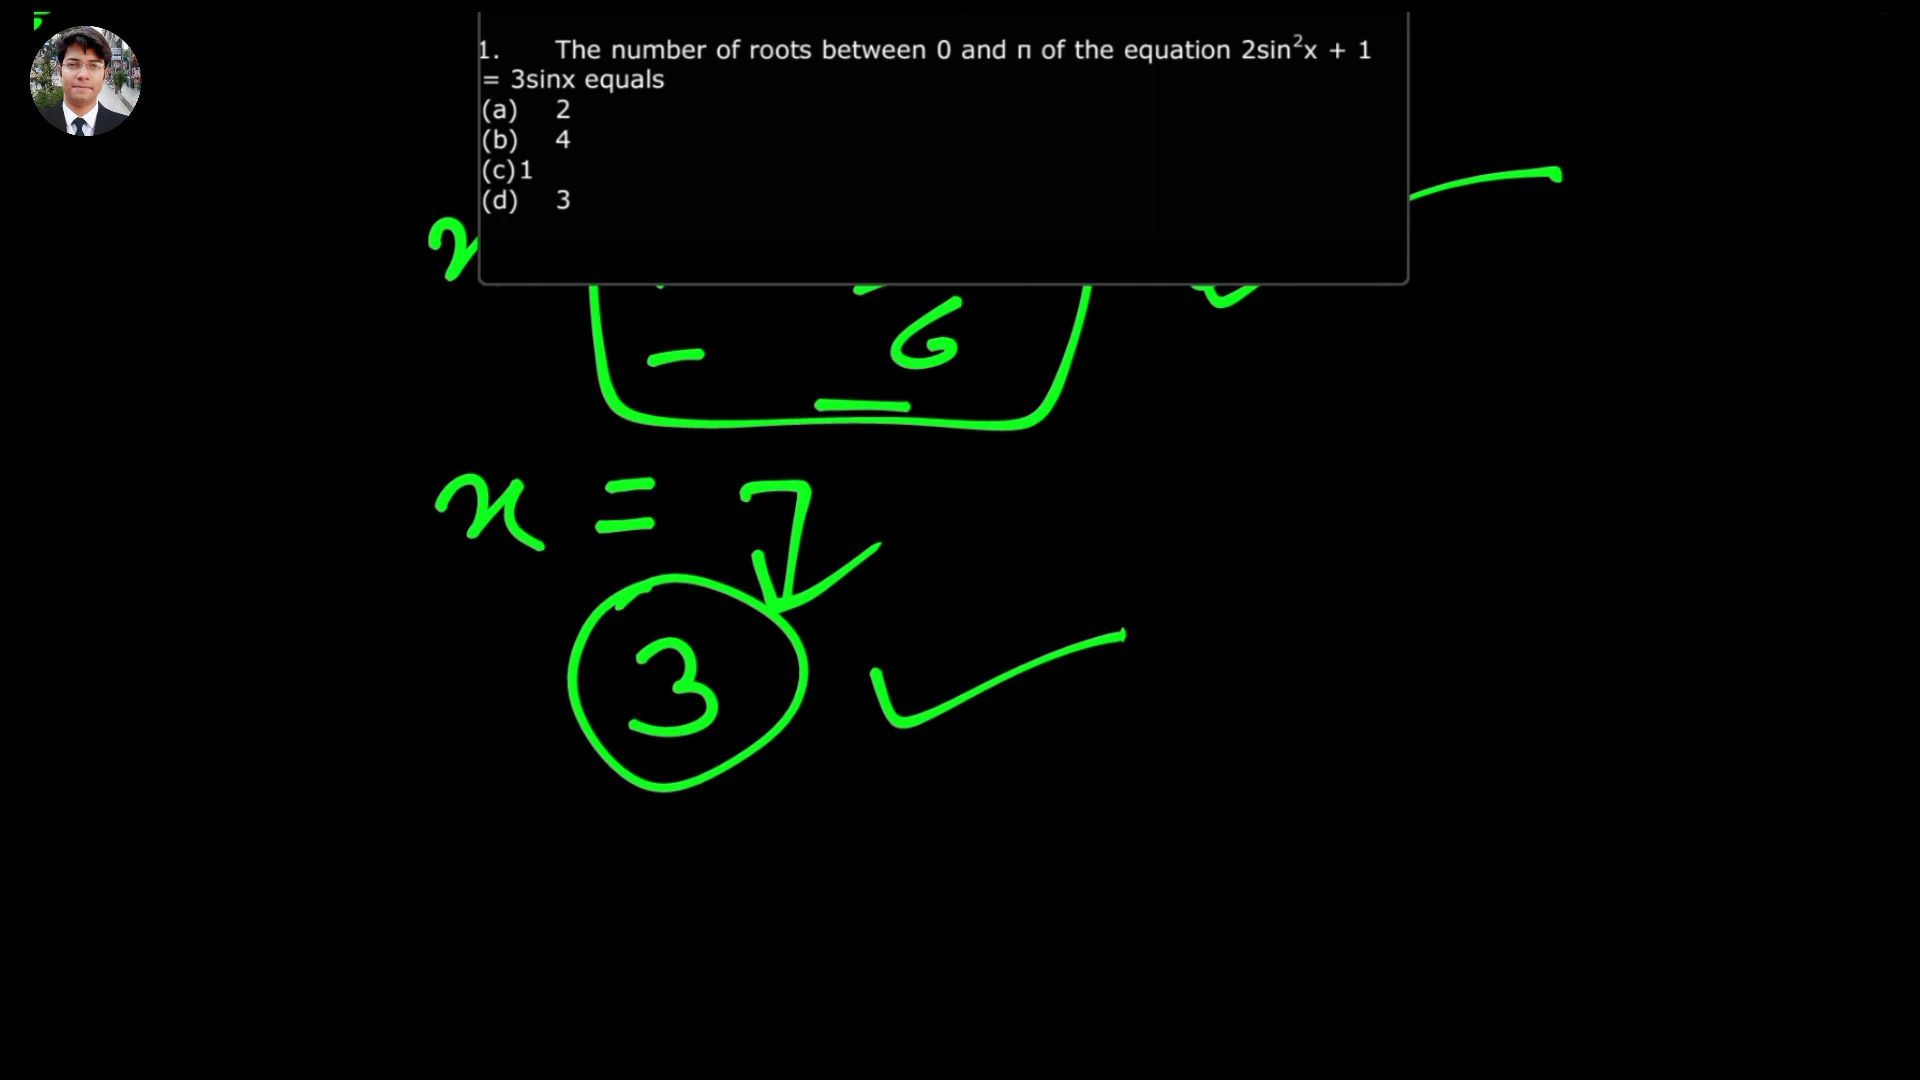 1. The number of roots between 0 and π of the equation 2sin²x + 1
= 3sinx equals
(a) 2
(b) 4
(c) 1
(d) 3
6
x = 7
3